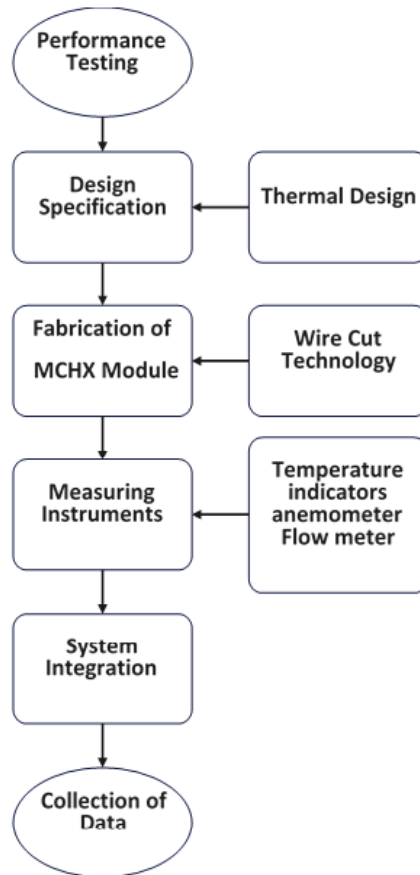 Performance
Testing
Design
Specification
Thermal Design
Fabrication of
MCHX Module
Wire Cut
Technology
Measuring
Instruments
Temperature
indicators
anemometer
Flow meter
System
Integration
Collection of
Data